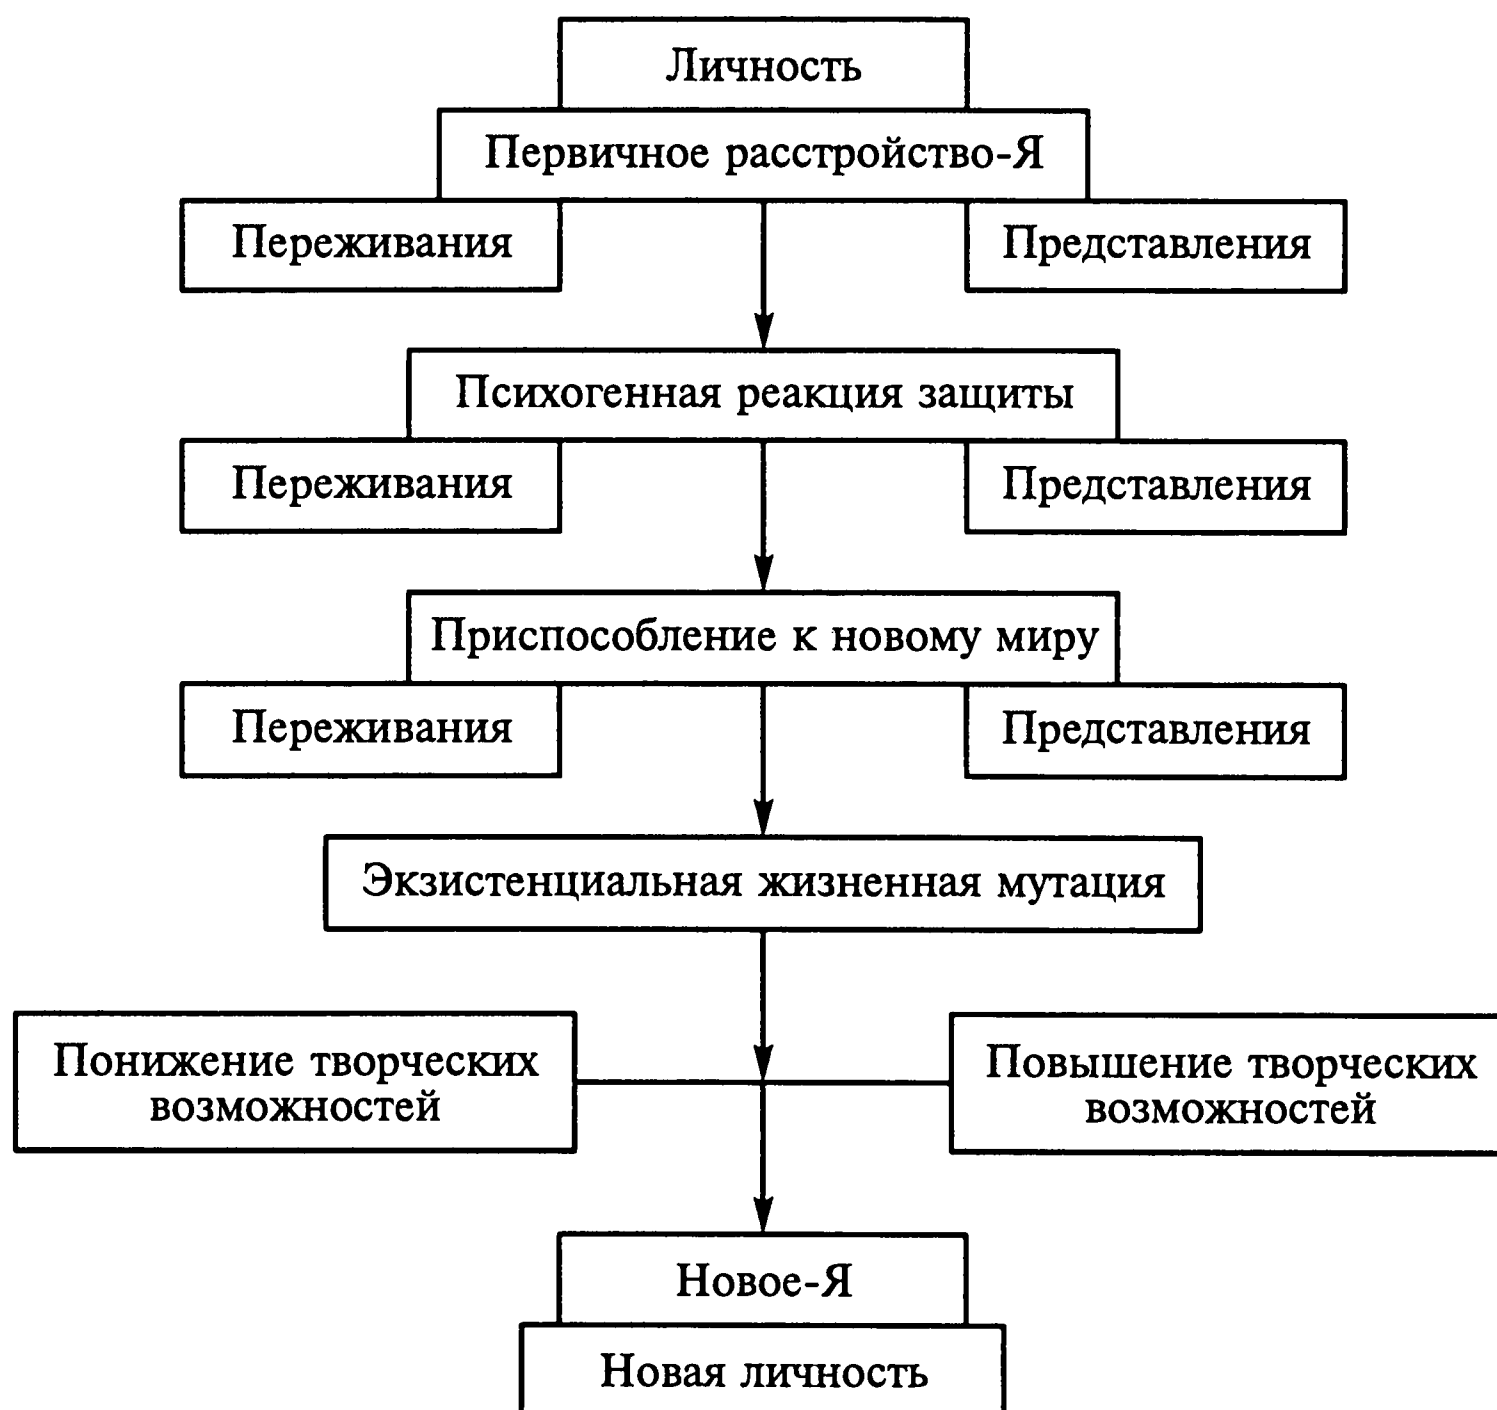 Личность
Первичное расстройство-Я
Переживания
Представления
Психогенная реакция защиты
Переживания
Представления
Приспособление к новому миру
Переживания
Представления
Экзистенциальная жизненная мутация
Понижение творческих
возможностей
Повышение творческих
возможностей
Новое-Я
Новая личность